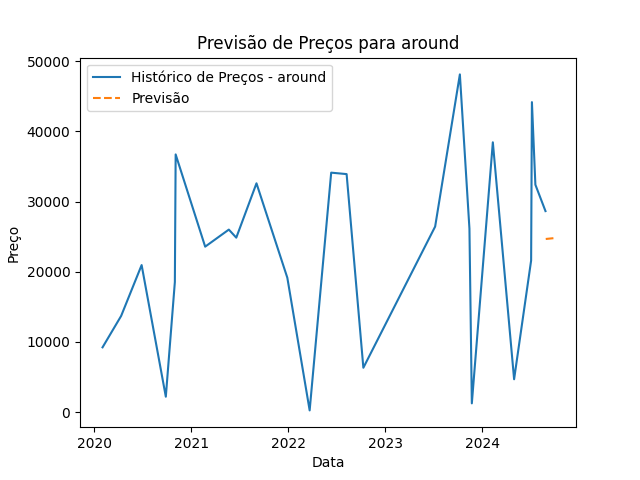 Previsão de Preços para around
Histórico de Preços - around
Previsão
50000
40000
30000
20000
10000
0
Preço
2020
2021
2022
2023
2024
Data